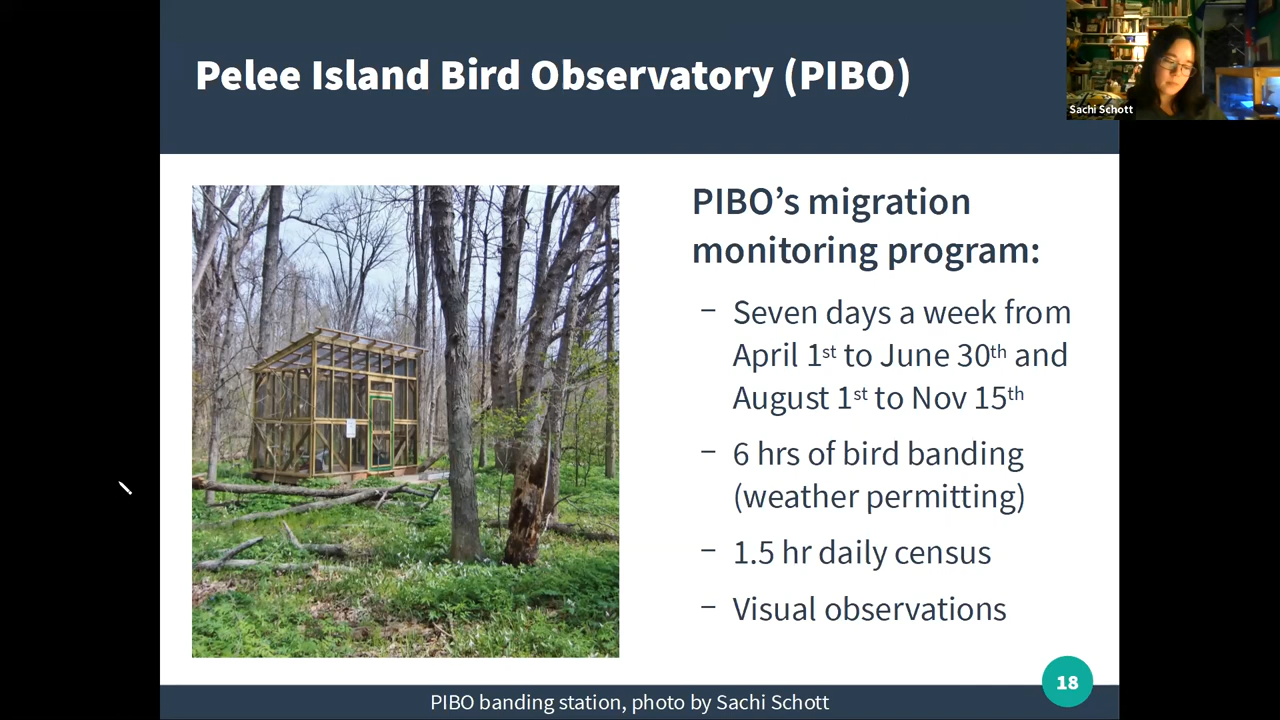 Pelee Island Bird Observatory (PIBO)
Sachi Schott
PIBO’s migration
monitoring program:
– Seven days a week from
April 1st to June 30th and
August 1st to Nov 15th
– 6 hrs of bird banding
(weather permitting)
– 1.5 hr daily census
– Visual observations
18
PIBO banding station, photo by Sachi Schott